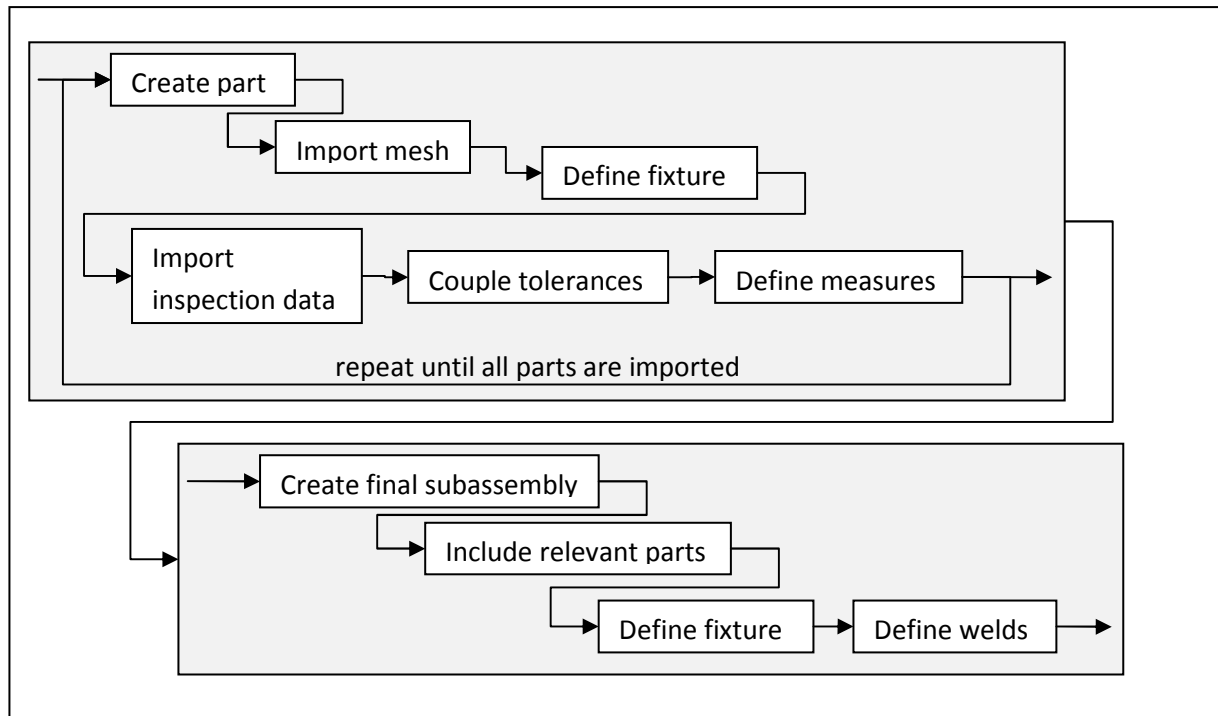 Create part
Import mesh
Define fixture
Import
inspection data
Couple tolerances
Define measures
repeat until all parts are imported
Create final subassembly
Include relevant parts
Define fixture
Define welds